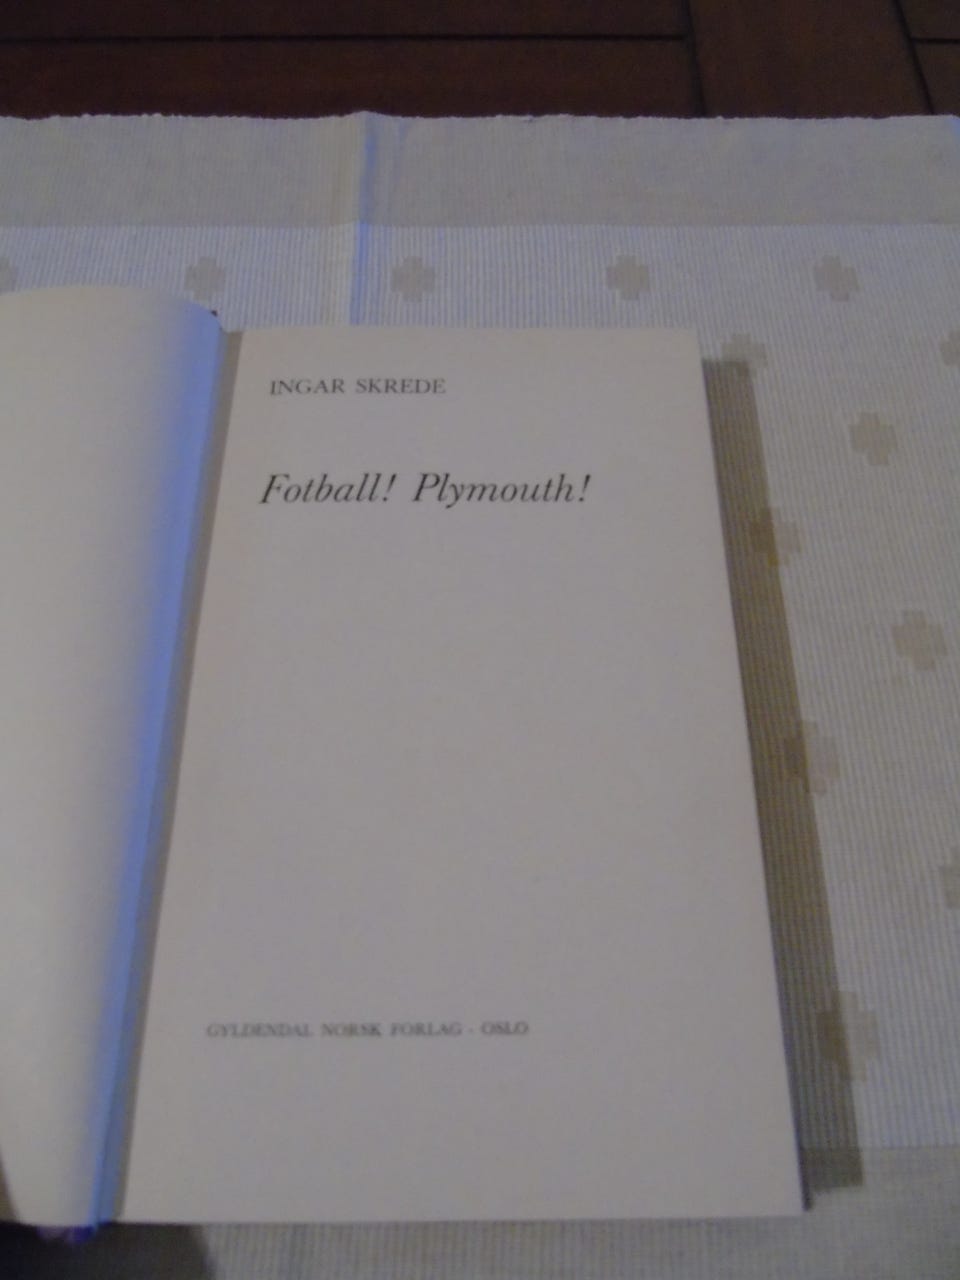 INGAR SKREDE
Fotball! Plymouth!
GYLDENDAL NORSK FORLAG · OSLO